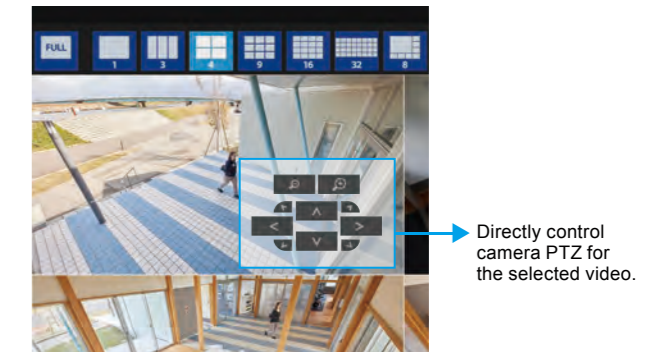 FULL
1
3
4
9
16
32
8
Directly control
camera PTZ for
the selected video.